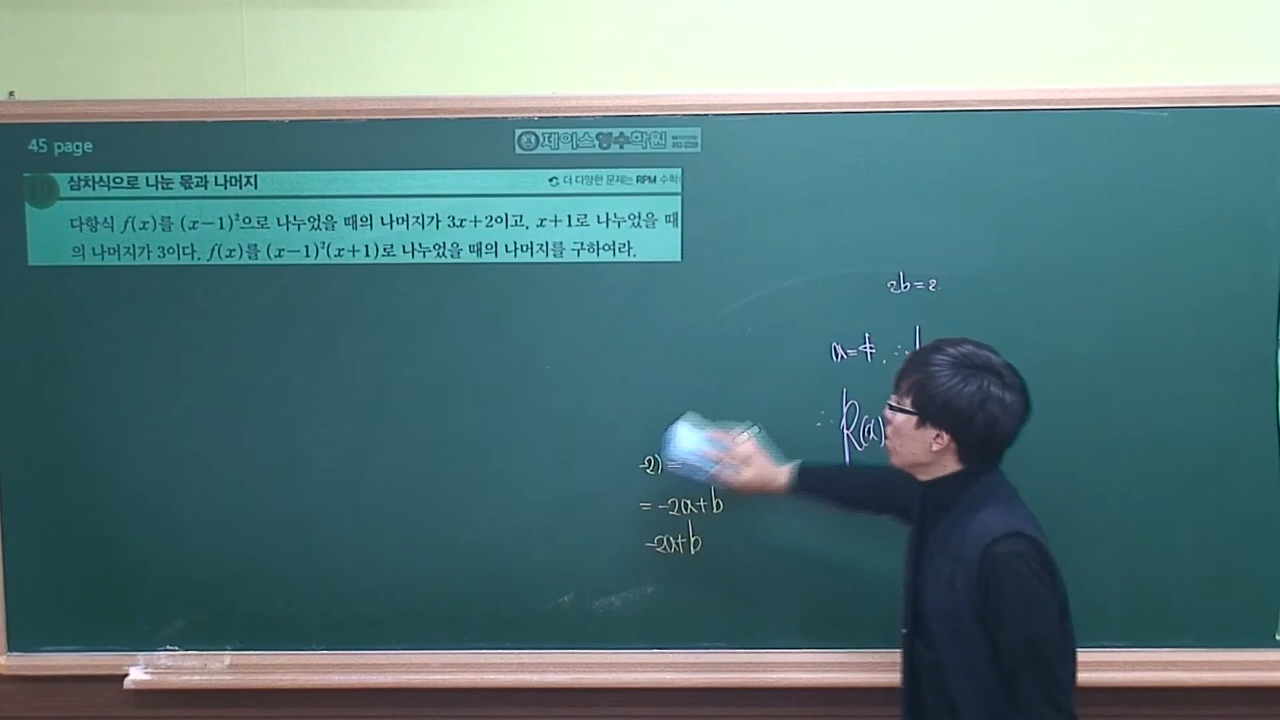 45 page
제이스영수학원
삼차식으로 나눈 몫과 나머지
더 다양한 문제는 RPM 수학
다항식 f(x)를 (x−1)²으로 나누었을 때의 나머지가 3x+2이고, x+1로 나누었을 때
의 나머지가 3이다. f(x)를 (x−1)²(x+1)로 나누었을 때의 나머지를 구하여라.
2b=2.
a=4, ∴
∴ R(x)
-2)=
=-2a+b
-2a+b